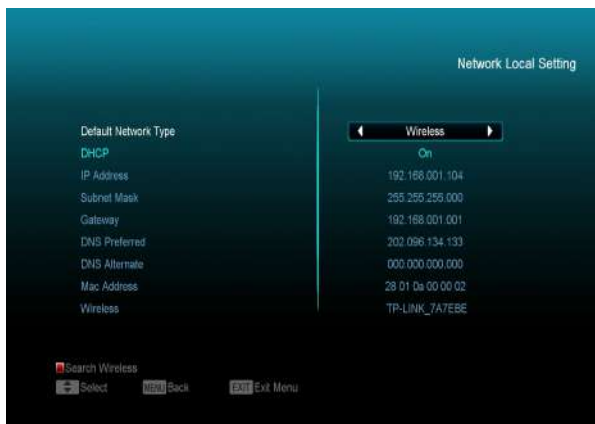 Network Local Setting
Default Network Type Wireless
DHCP On
IP Address 192.168.001.104
Subnet Mask 255.255.255.000
Gateway 192.168.001.001
DNS Preferred 202.096.134.133
DNS Alternate 000.000.000.000
Mac Address 28 01 0a 00 00 02
Wireless TP-LINK_7A7EBE
Search Wireless
Select MENU Back EXIT Exit Menu